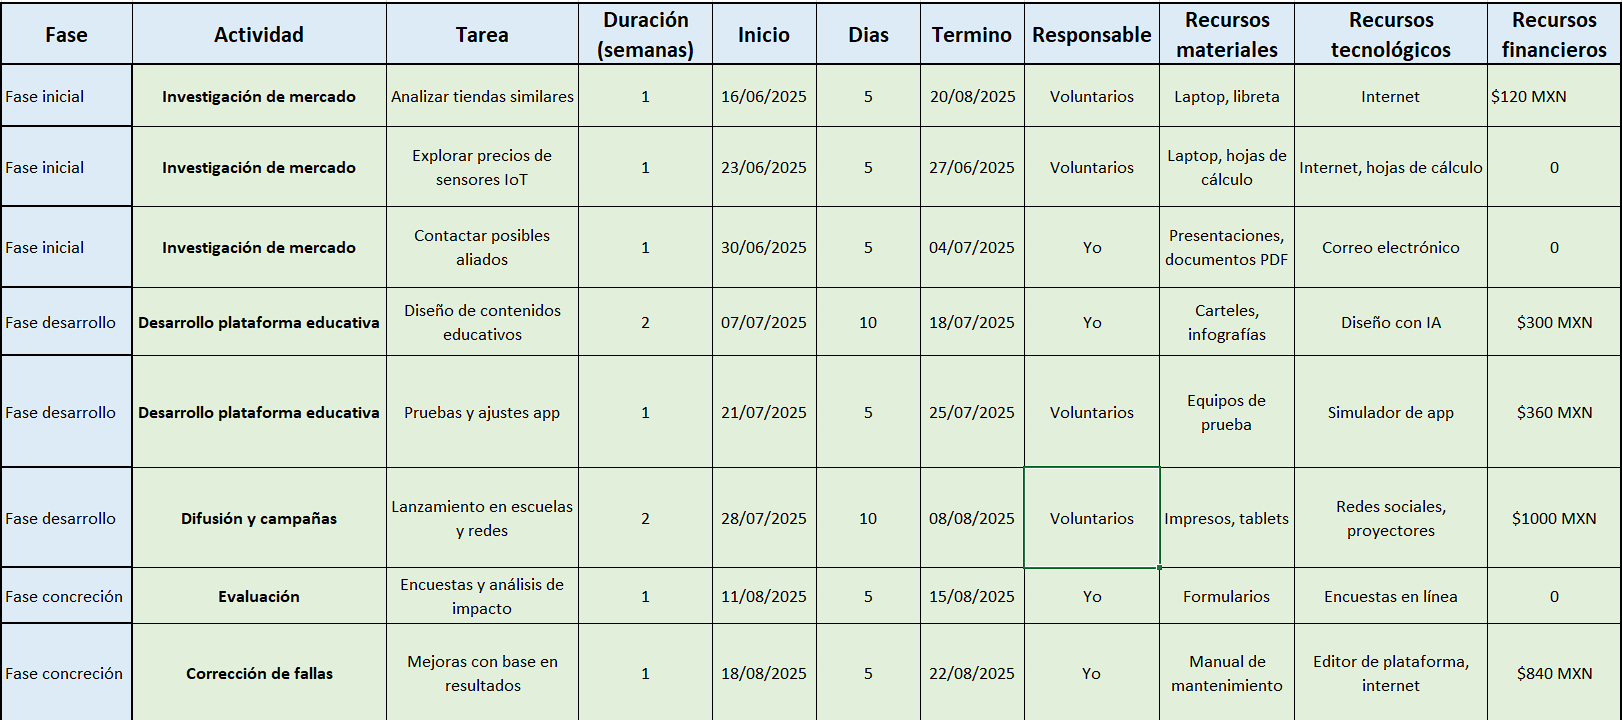 Fase Actividad Tarea Duración (semanas) Inicio Dias Termino Responsable Recursos materiales Recursos tecnológicos Recursos financieros
Fase inicial Investigación de mercado Analizar tiendas similares 1 16/06/2025 5 20/08/2025 Voluntarios Laptop, libreta Internet $120 MXN
Fase inicial Investigación de mercado Explorar precios de sensores IoT 1 23/06/2025 5 27/06/2025 Voluntarios Laptop, hojas de cálculo Internet, hojas de cálculo 0
Fase inicial Investigación de mercado Contactar posibles aliados 1 30/06/2025 5 04/07/2025 Yo Presentaciones, documentos PDF Correo electrónico 0
Fase desarrollo Desarrollo plataforma educativa Diseño de contenidos educativos 2 07/07/2025 10 18/07/2025 Yo Carteles, infografías Diseño con IA $300 MXN
Fase desarrollo Desarrollo plataforma educativa Pruebas y ajustes app 1 21/07/2025 5 25/07/2025 Voluntarios Equipos de prueba Simulador de app $360 MXN
Fase desarrollo Difusión y campañas Lanzamiento en escuelas y redes 2 28/07/2025 10 08/08/2025 Voluntarios Impresos, tablets Redes sociales, proyectores $1000 MXN
Fase concreción Evaluación Encuestas y análisis de impacto 1 11/08/2025 5 15/08/2025 Yo Formularios Encuestas en línea 0
Fase concreción Corrección de fallas Mejoras con base en resultados 1 18/08/2025 5 22/08/2025 Yo Manual de mantenimiento Editor de plataforma, internet $840 MXN